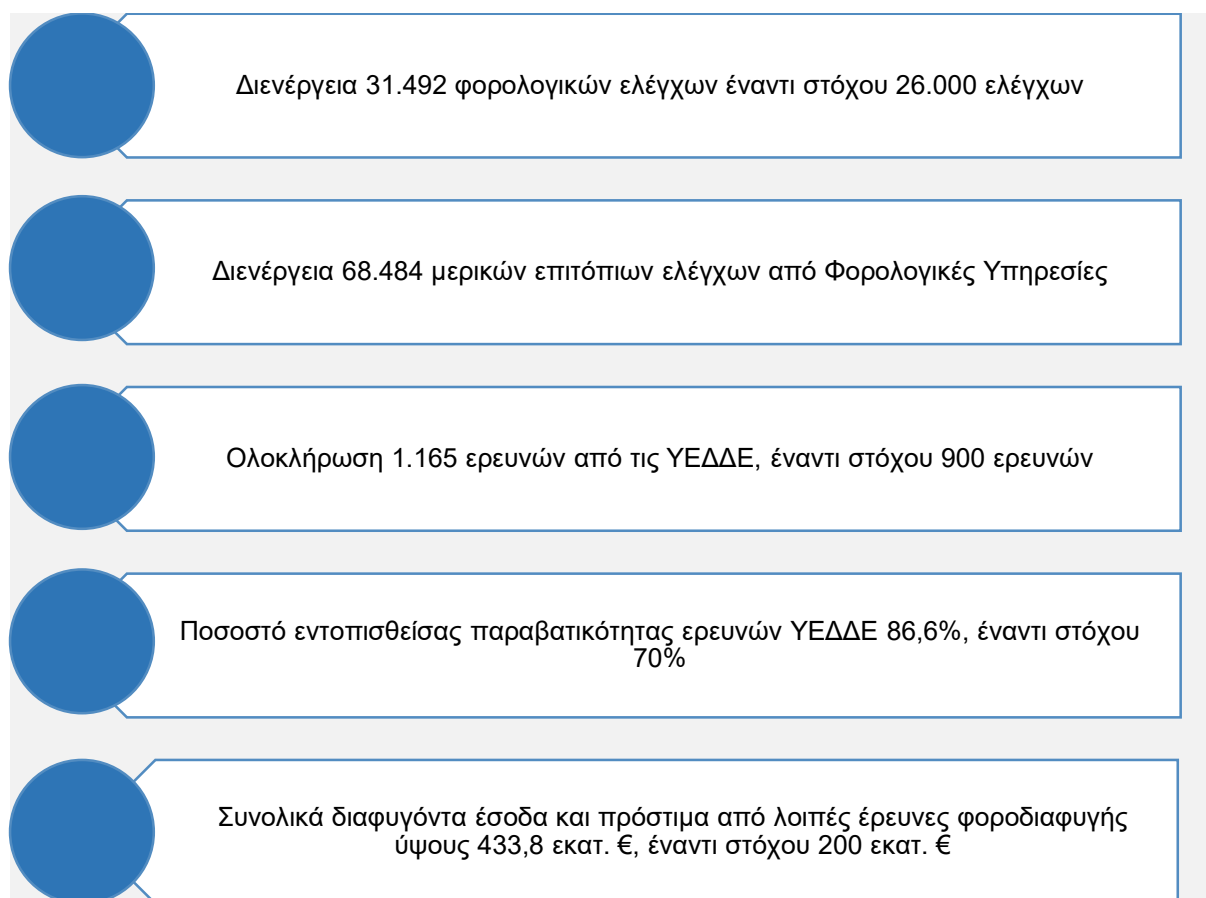 Διενέργεια 31.492 φορολογικών ελέγχων έναντι στόχου 26.000 ελέγχων
Διενέργεια 68.484 μερικών επιτόπιων ελέγχων από Φορολογικές Υπηρεσίες
Ολοκλήρωση 1.165 ερευνών από τις ΥΕΔΔΕ, έναντι στόχου 900 ερευνών
Ποσοστό εντοπισθείσας παραβατικότητας ερευνών ΥΕΔΔΕ 86,6%, έναντι στόχου
70%
Συνολικά διαφυγόντα έσοδα και πρόστιμα από λοιπές έρευνες φοροδιαφυγής
ύψους 433,8 εκατ. €, έναντι στόχου 200 εκατ. €